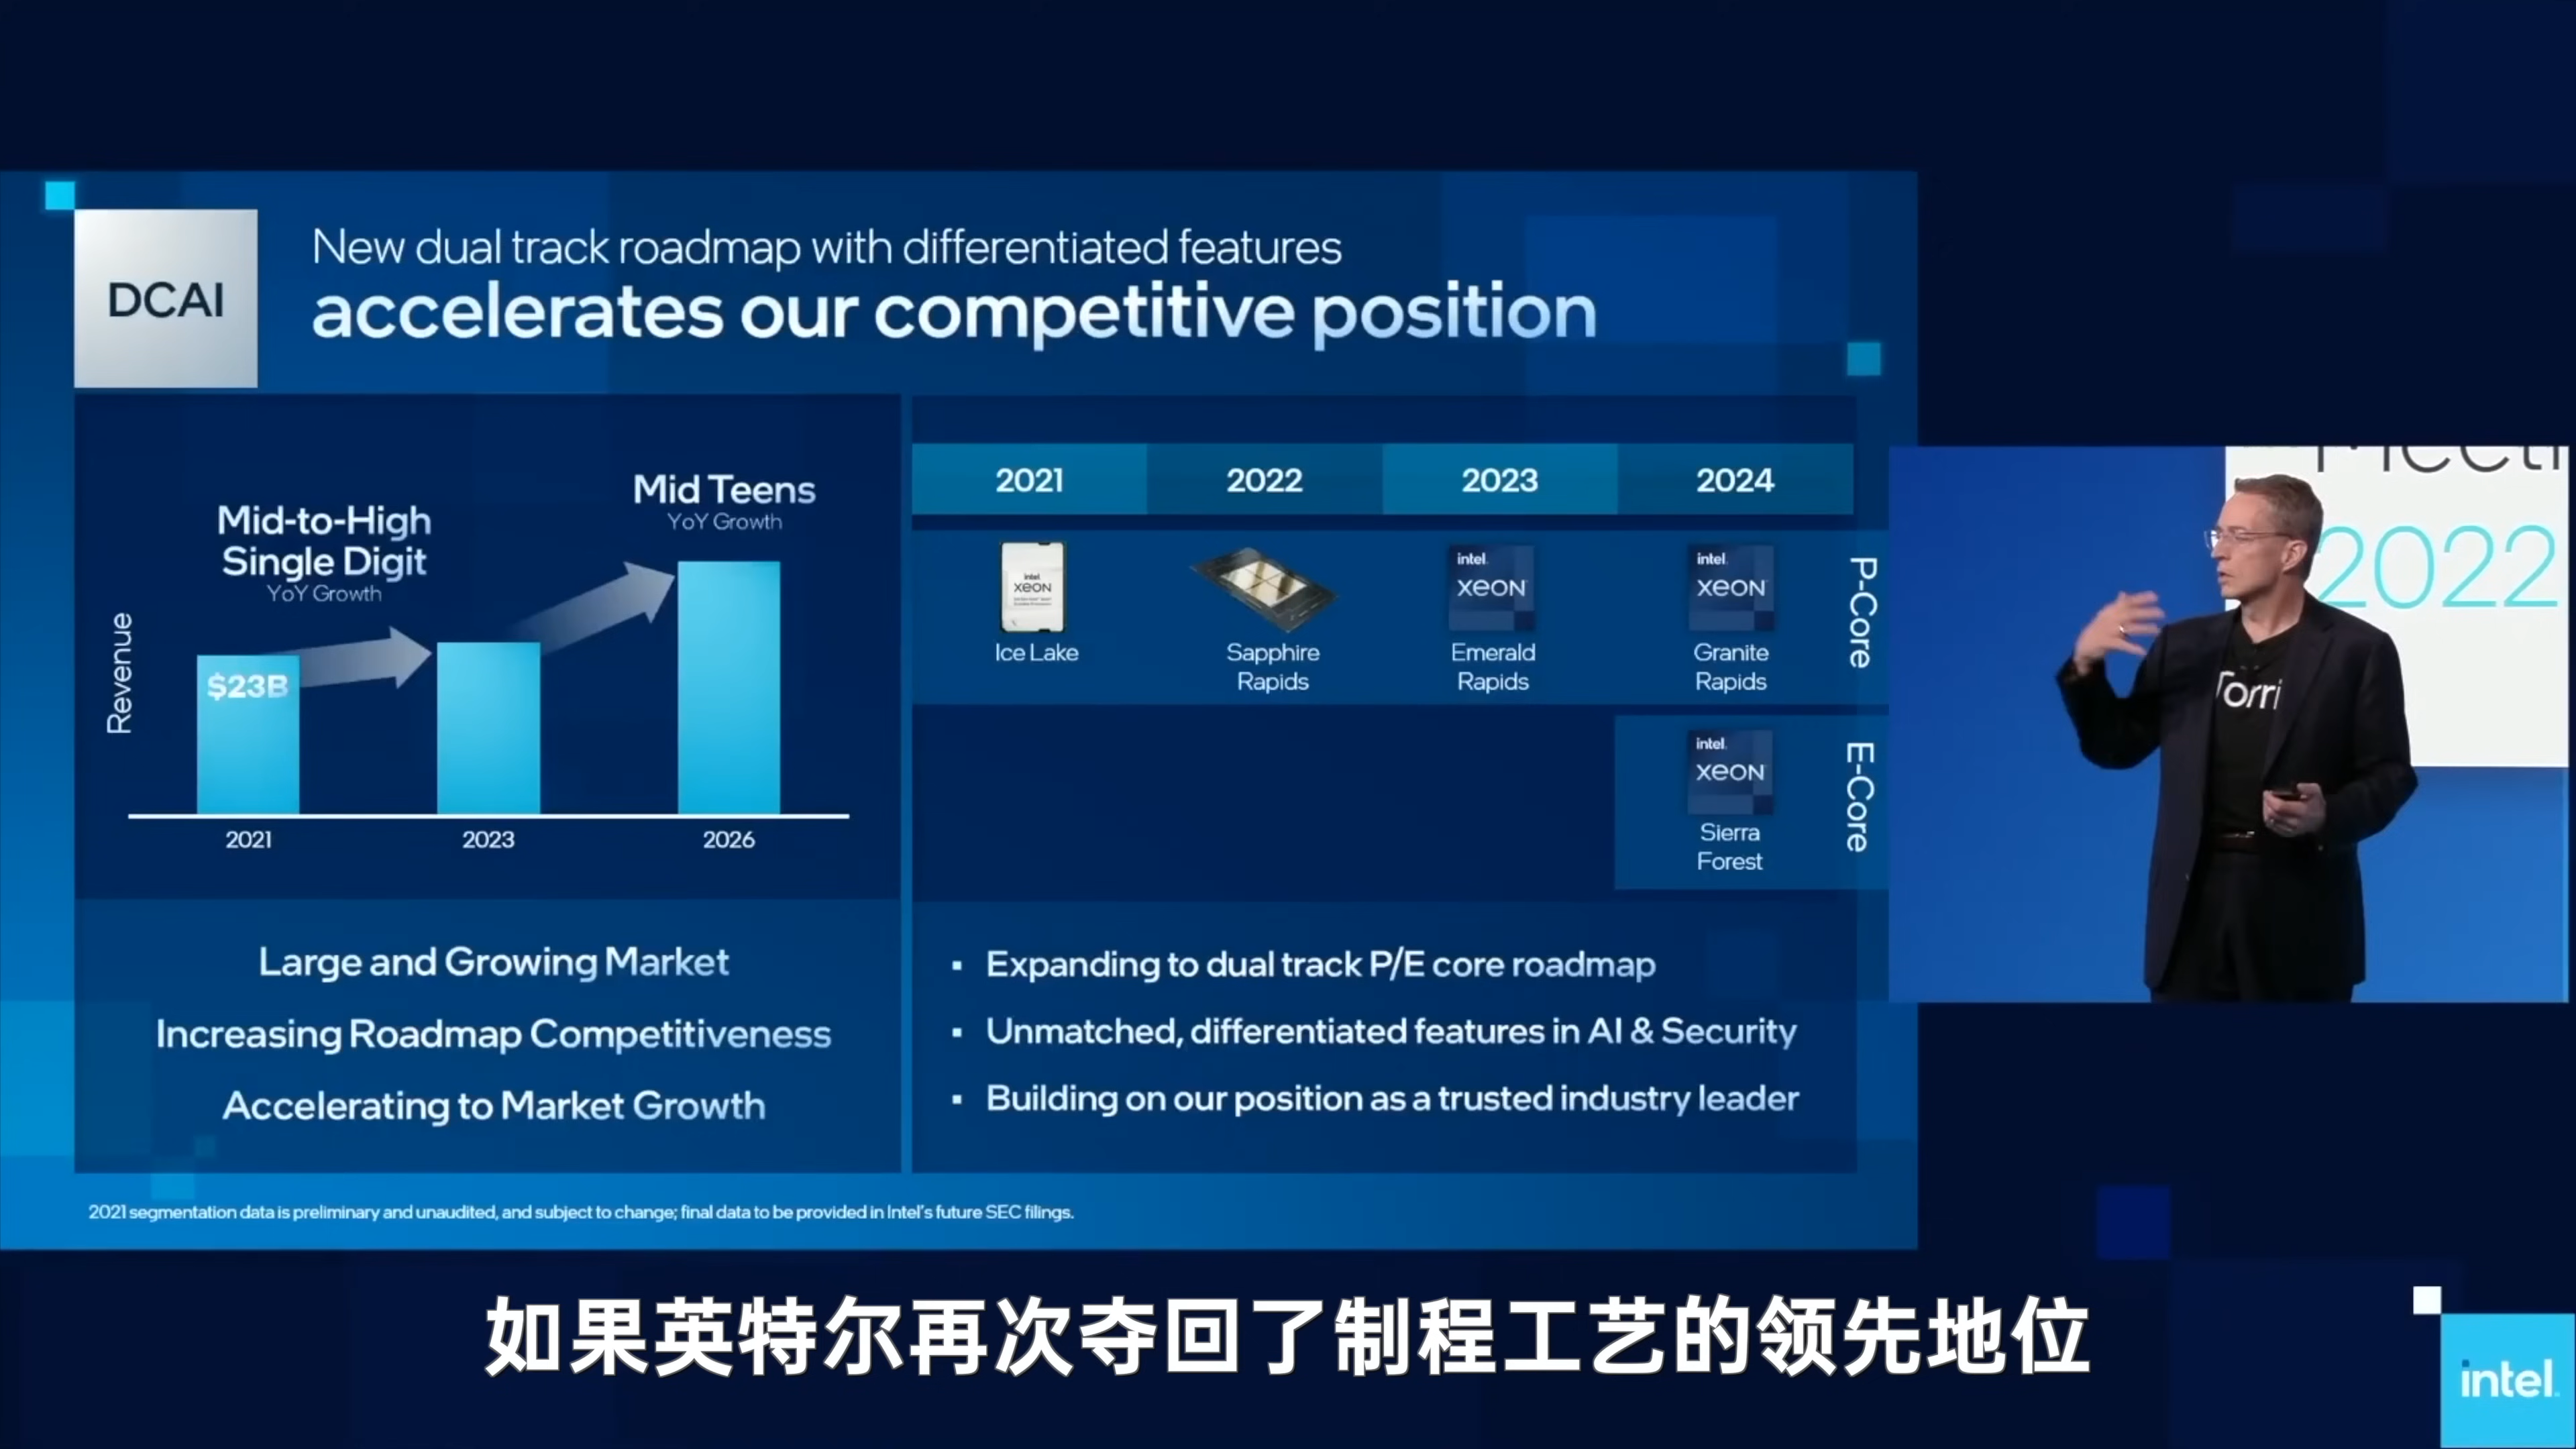 DCAI
New dual track roadmap with differentiated features
accelerates our competitive position
Mid-to-High
Single Digit
YoY Growth
Mid Teens
YoY Growth
Revenue
$23B
2021
2023
2026
Large and Growing Market
Increasing Roadmap Competitiveness
Accelerating to Market Growth
2021
2022
2023
2024
intel
xeon
Ice Lake
Sapphire
Rapids
intel.
xeon
Emerald
Rapids
intel.
xeon
Granite
Rapids
P-Core
intel.
xeon
Sierra
Forest
E-Core
▪ Expanding to dual track P/E core roadmap
▪ Unmatched, differentiated features in AI & Security
▪ Building on our position as a trusted industry leader
2021 segmentation data is preliminary and unaudited, and subject to change; final data to be provided in Intel's future SEC filings.
2022
Torri
如果英特尔再次夺回了制程工艺的领先地位
intel.